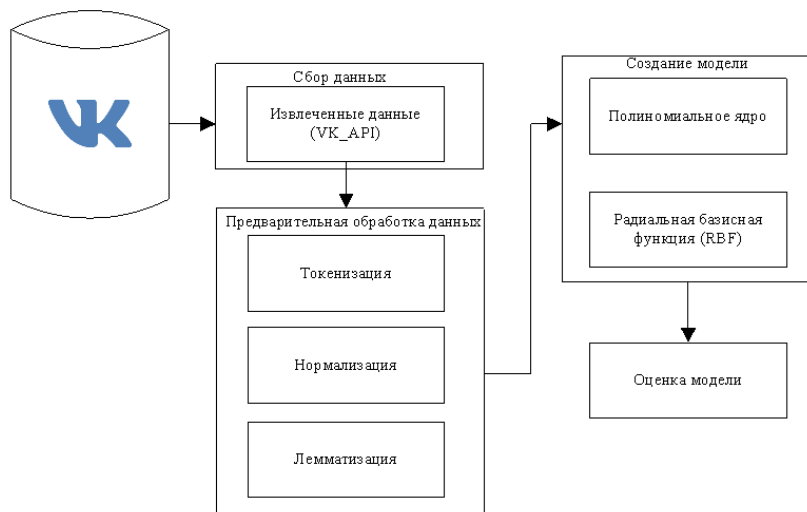 VK
Сбор данных
Извлеченные данные
(VK_API)
Предварительная обработка данных
Токенизация
Нормализация
Лемматизация
Создание модели
Полиномиальное ядро
Радиальная базисная
функция (RBF)
Оценка модели